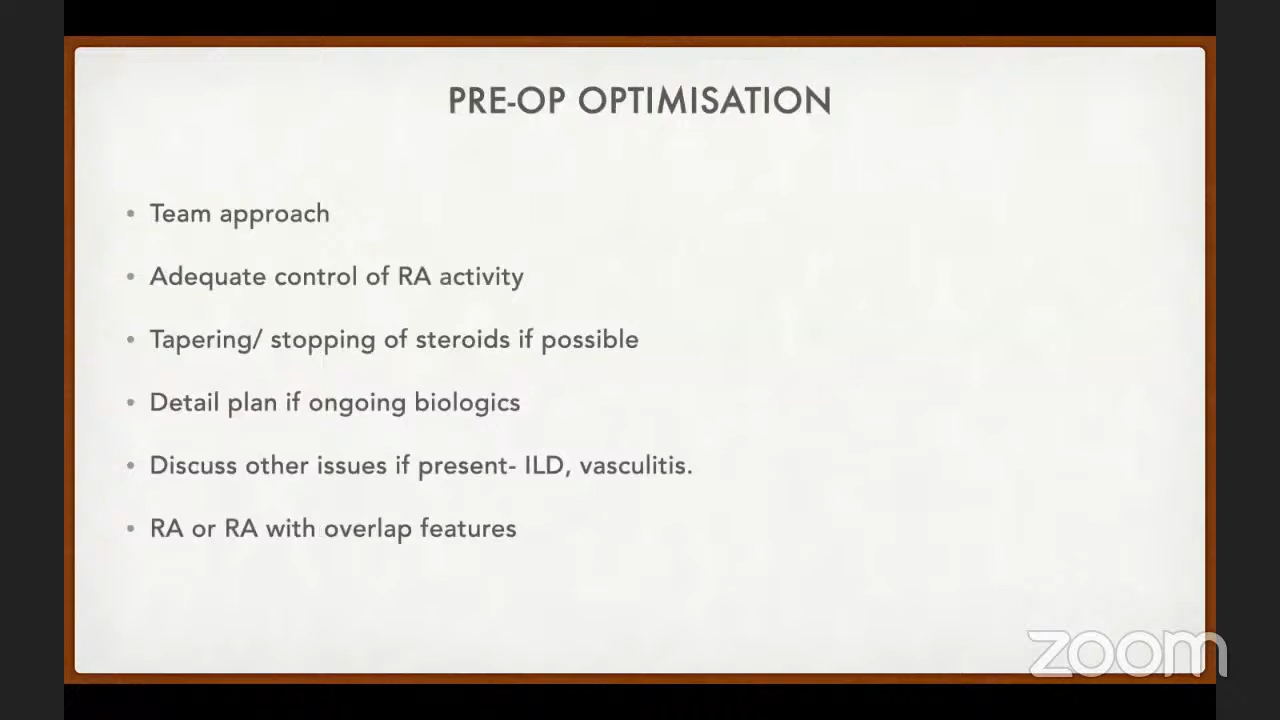 PRE-OP OPTIMISATION
• Team approach
• Adequate control of RA activity
• Tapering/ stopping of steroids if possible
• Detail plan if ongoing biologics
• Discuss other issues if present- ILD, vasculitis.
• RA or RA with overlap features
zoom